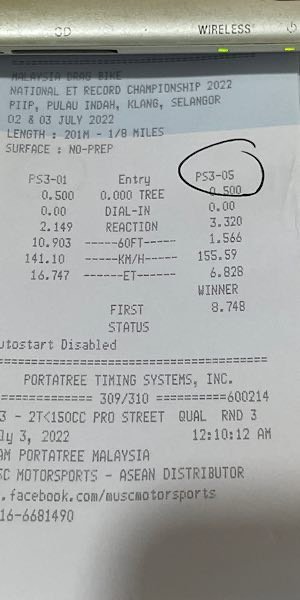 CD WIRELESS
MALAYSIA DRAG BIKE
NATIONAL ET RECORD CHAMPIONSHIP 2022
PIIP, PULAU INDAH, KLANG, SELANGOR
02 & 03 JULY 2022
LENGTH : 201M - 1/8 MILES
SURFACE : NO-PREP
PS3-01 Entry PS3-05
0.500 0.000 TREE 0.500
0.00 DIAL-IN 0.00
2.149 REACTION 3.320
10.903 -----60FT----- 1.566
141.10 -----KM/H----- 155.59
16.747 ------ET------ 6.828
WINNER
FIRST 8.748
STATUS
utostart Disabled
PORTATREE TIMING SYSTEMS, INC.
============= 309/310 ==========600214
3 - 2T<150CC PRO STREET QUAL RND 3
ly 3, 2022 12:10:12 AM
AM PORTATREE MALAYSIA
SC MOTORSPORTS - ASEAN DISTRIBUTOR
.facebook.com/muscmotorsports
16-6681490